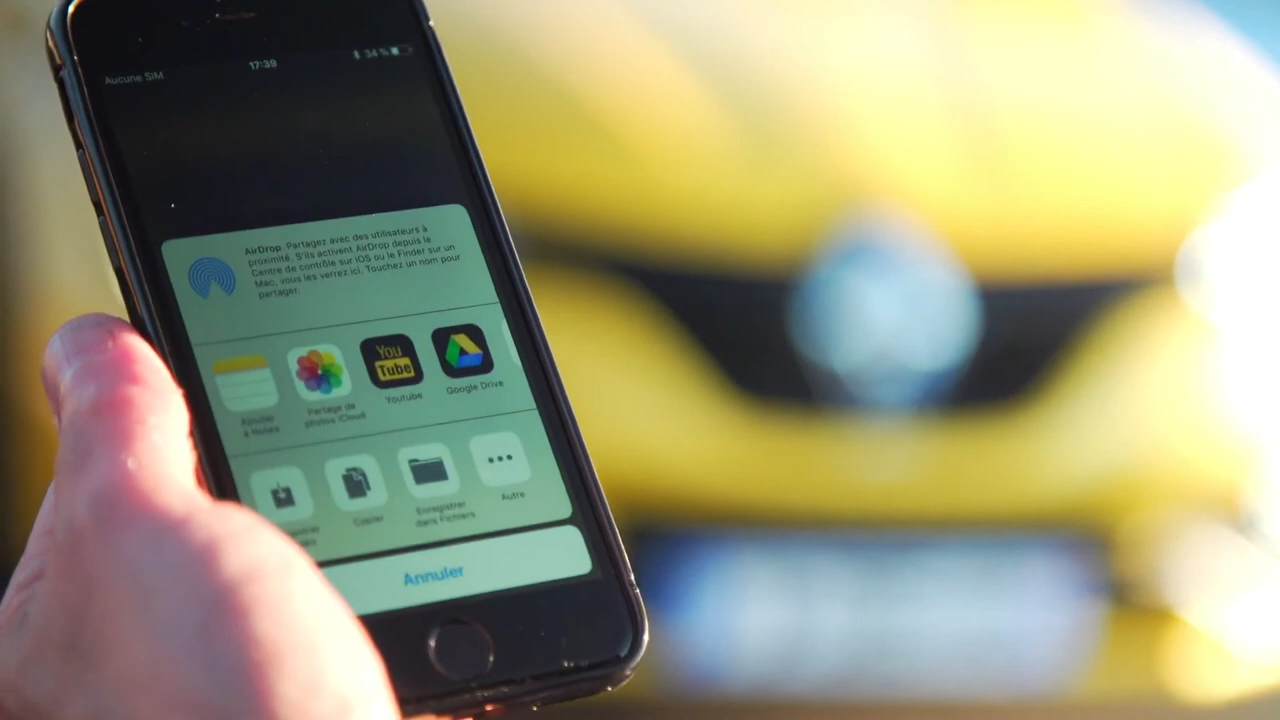 Aucune SIM 17:39 34 %
AirDrop. Partagez avec des utilisateurs à
proximité. S'ils activent AirDrop depuis le
Centre de contrôle sur iOS ou le Finder sur un
Mac, vous les verrez ici. Touchez un nom pour
partager.
You
Tube
Ajouter
à Notes
Partage de
photos iCloud
Youtube
Google Drive
Copier
Enregistrer
dans Fichiers
Autre
Annuler